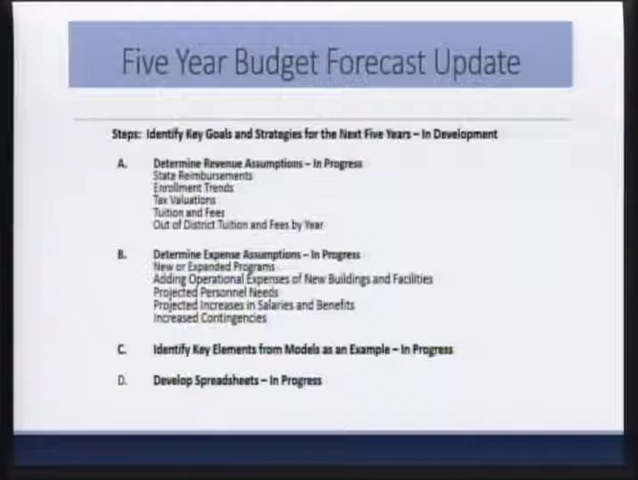 Five Year Budget Forecast Update
Steps: Identify Key Goals and Strategies for the Next Five Years – In Development
A. Determine Revenue Assumptions – In Progress
State Reimbursements
Enrollment Trends
Tax Valuations
Tuition and Fees
Out of District Tuition and Fees by Year
B. Determine Expense Assumptions – In Progress
New or Expanded Programs
Adding Operational Expenses of New Buildings and Facilities
Projected Personnel Needs
Projected Increases in Salaries and Benefits
Increased Contingencies
C. Identify Key Elements from Models as an Example – In Progress
D. Develop Spreadsheets – In Progress